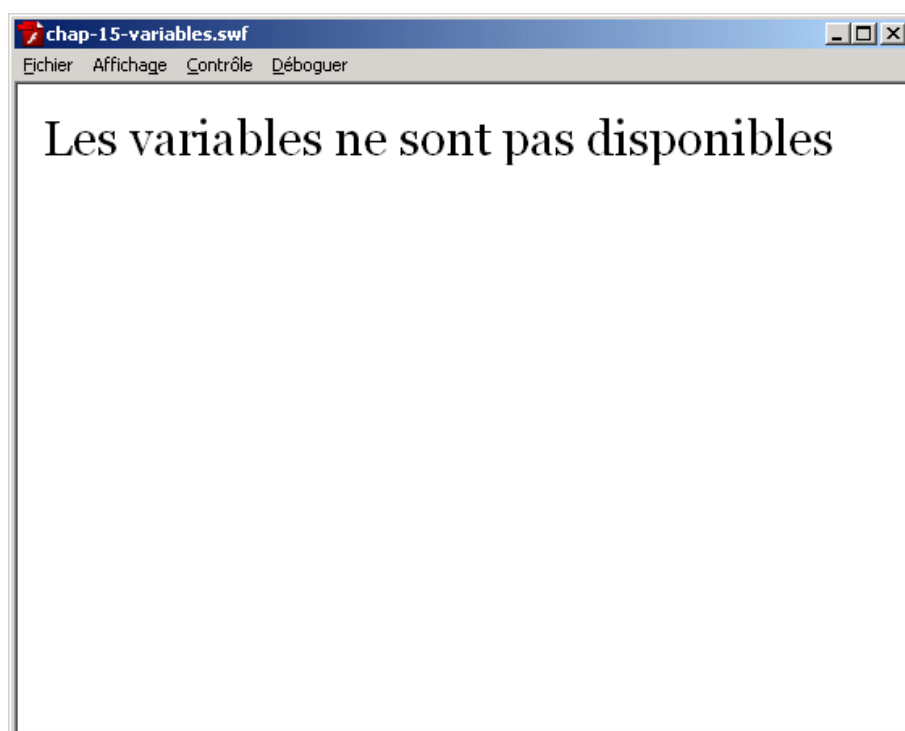 chap-15-variables.swf
Fichier Affichage Contrôle Déboguer
Les variables ne sont pas disponibles